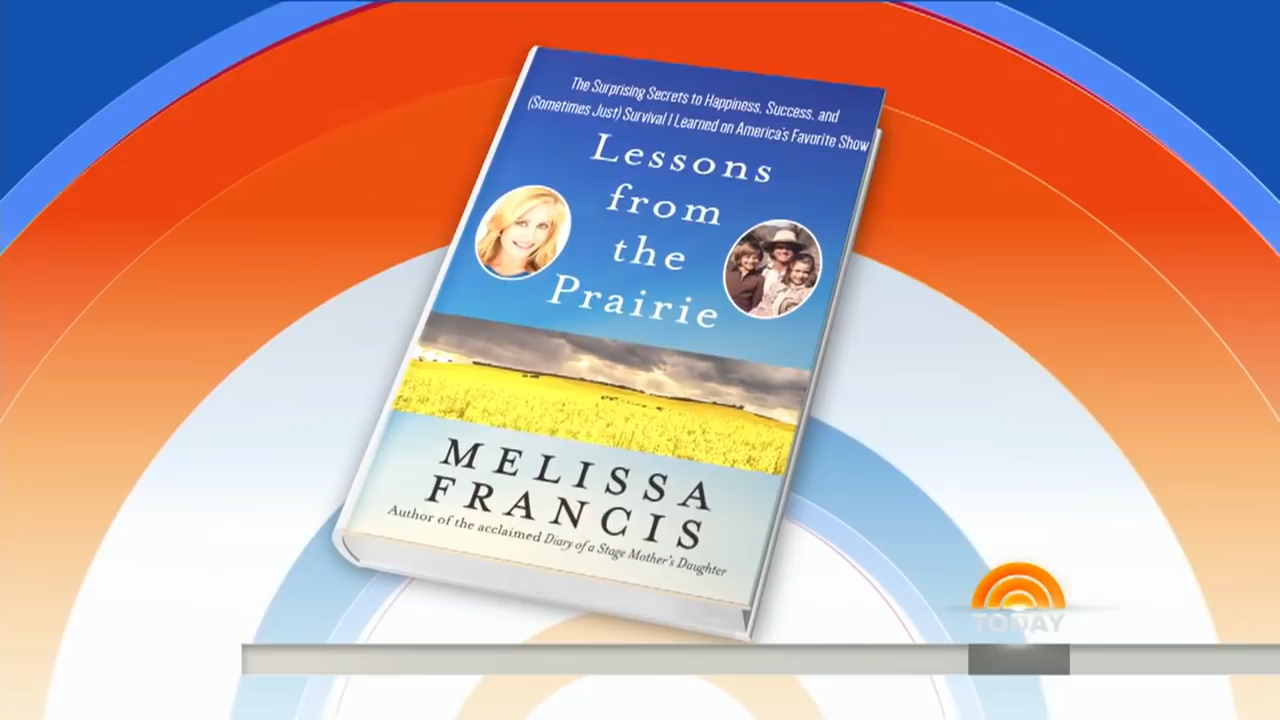 The Surprising Secrets to Happiness, Success, and
(Sometimes Just) Survival I Learned on America's Favorite Show
Lessons
from
the
Prairie
MELISSA
FRANCIS
Author of the acclaimed Diary of a Stage Mother's Daughter
TODAY